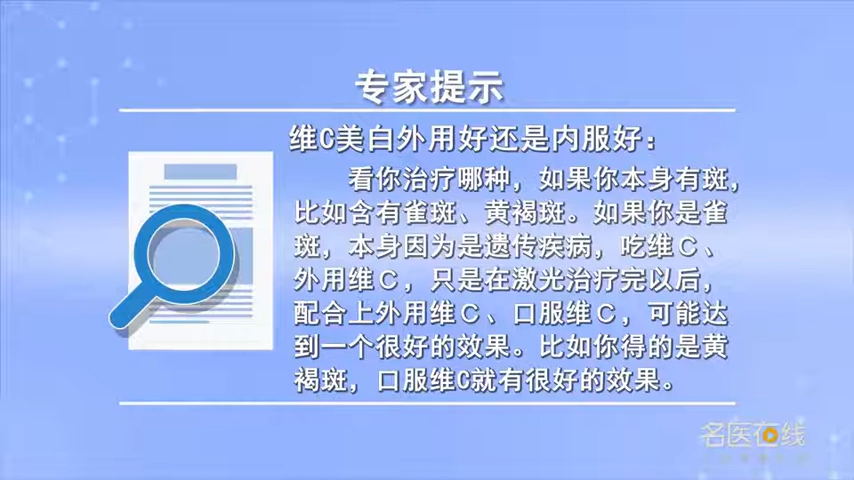 专家提示
维C美白外用好还是内服好：
看你治疗哪种，如果你本身有斑，
比如含有雀斑、黄褐斑。如果你是雀
斑，本身因为是遗传疾病，吃维C、
外用维C，只是在激光治疗完以后，
配合上外用维C、口服维C，可能达
到一个很好的效果。比如你得的是黄
褐斑，口服维C就有很好的效果。
名医在线